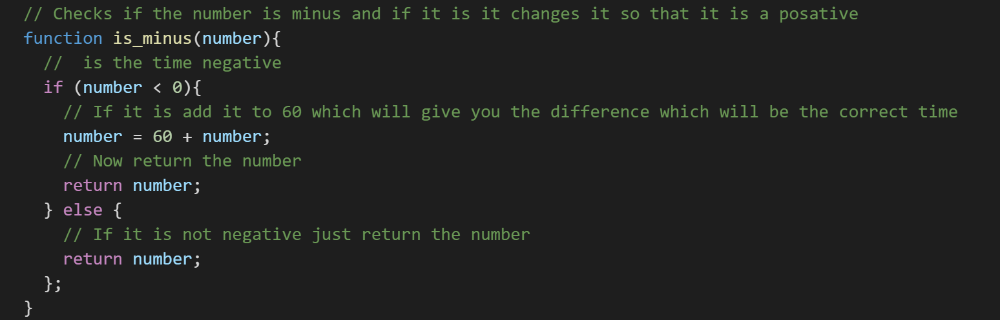 // Checks if the number is minus and if it is it changes it so that it is a posative
function is_minus(number){
//  is the time negative
if (number < 0){
// If it is add it to 60 which will give you the difference which will be the correct time
number = 60 + number;
// Now return the number
return number;
} else {
// If it is not negative just return the number
return number;
};
}